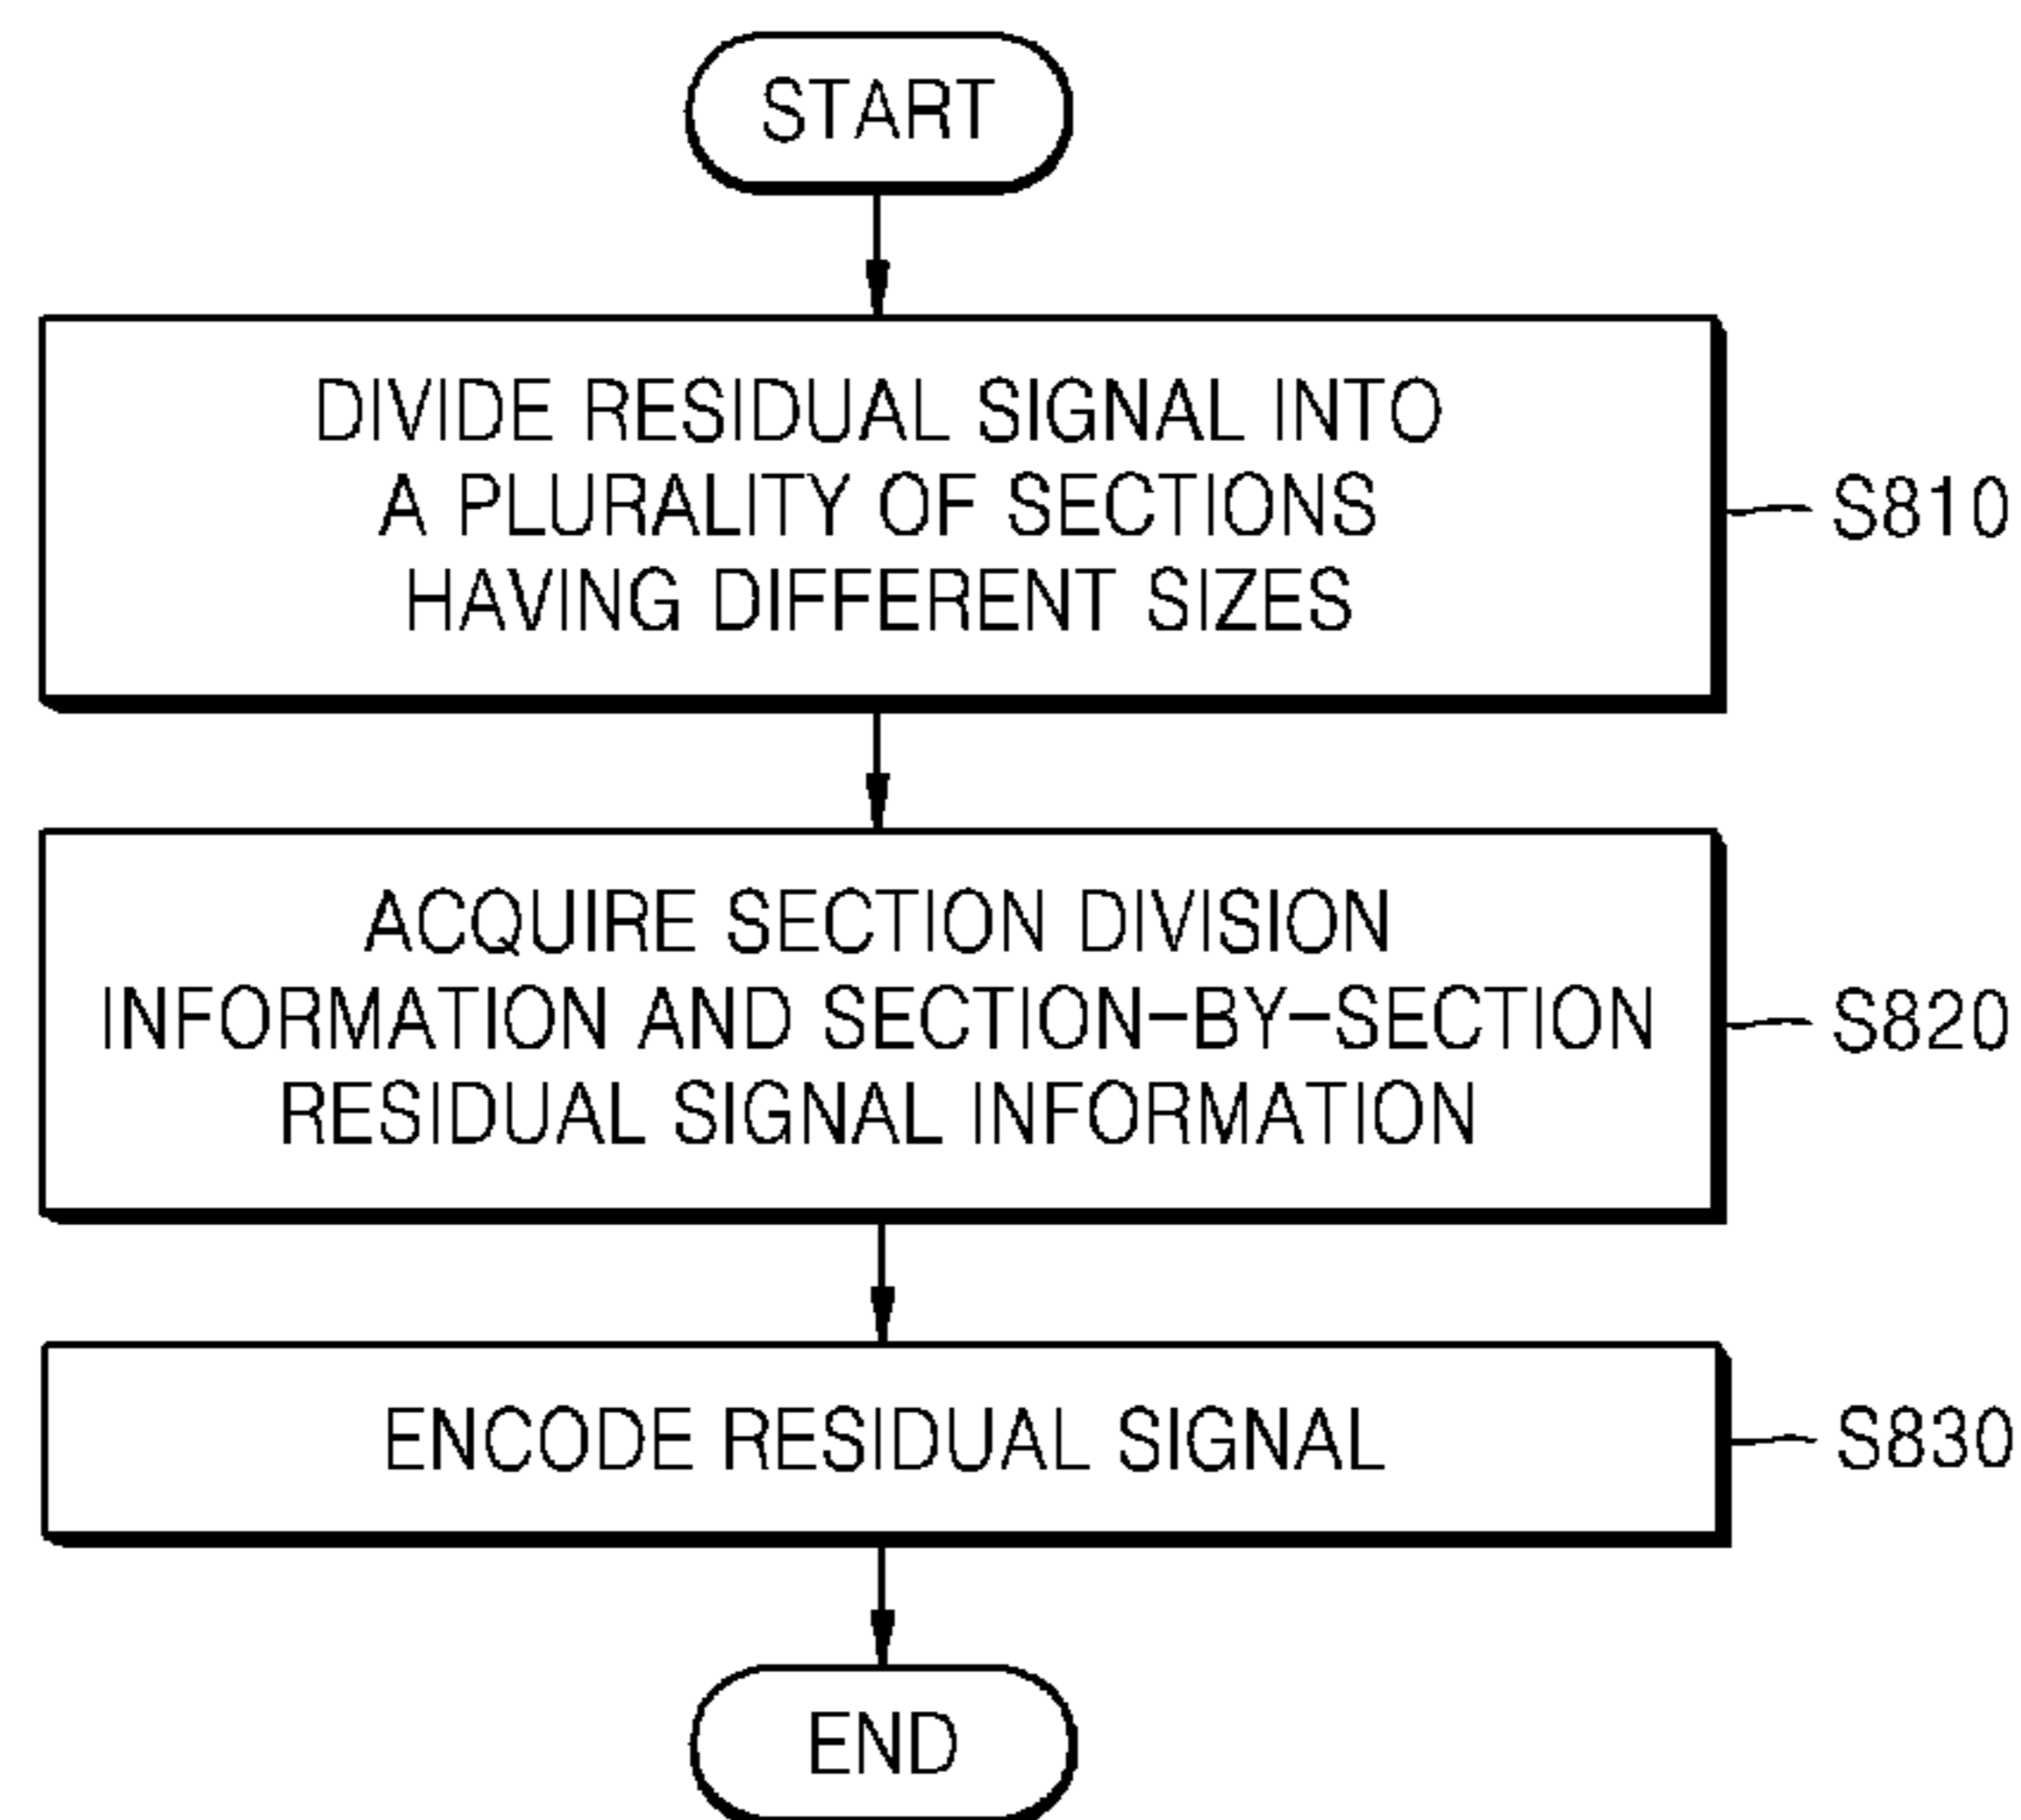 START
DIVIDE RESIDUAL SIGNAL INTO
A PLURALITY OF SECTIONS
HAVING DIFFERENT SIZES
S810
ACQUIRE SECTION DIVISION
INFORMATION AND SECTION-BY-SECTION
RESIDUAL SIGNAL INFORMATION
S820
ENCODE RESIDUAL SIGNAL
S830
END